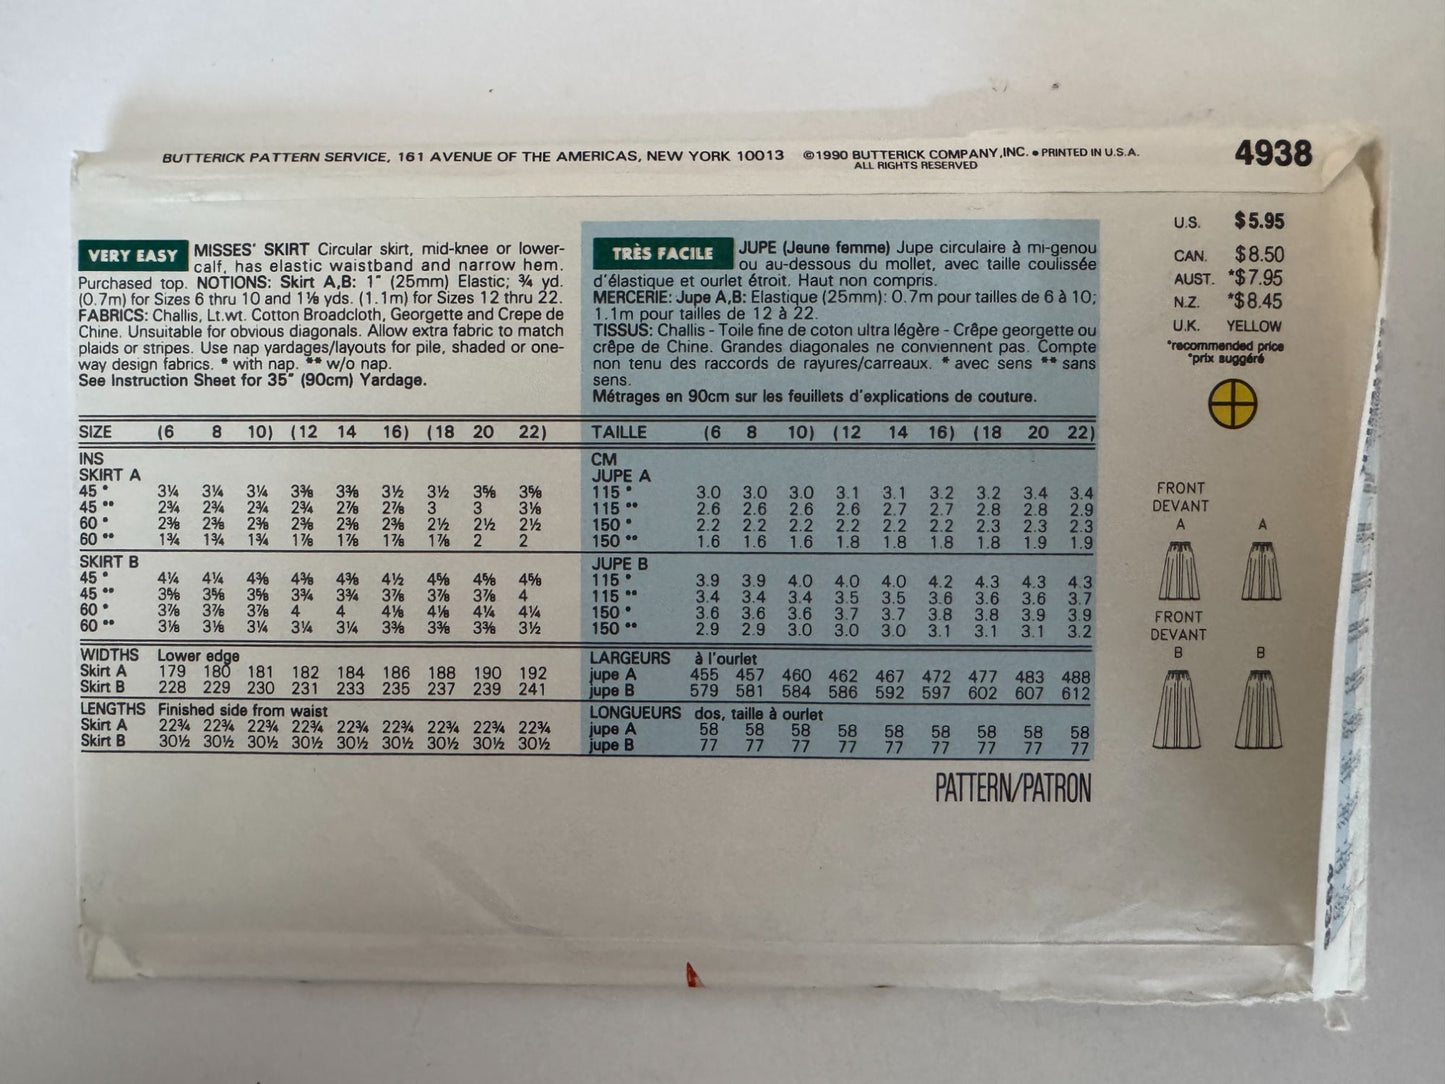 BUTTERICK PATTERN SERVICE, 161 AVENUE OF THE AMERICAS, NEW YORK 10013 ©1990 BUTTERICK COMPANY, INC. • PRINTED IN U.S.A.
ALL RIGHTS RESERVED
4938
VERY EASY MISSES' SKIRT Circular skirt, mid-knee or lower-
calf, has elastic waistband and narrow hem.
Purchased top. NOTIONS: Skirt A,B: 1" (25mm) Elastic; ¾ yd.
(0.7m) for Sizes 6 thru 10 and 1⅛ yds. (1.1m) for Sizes 12 thru 22.
FABRICS: Challis, Lt.wt. Cotton Broadcloth, Georgette and Crepe de
Chine. Unsuitable for obvious diagonals. Allow extra fabric to match
plaids or stripes. Use nap yardages/layouts for pile, shaded or one-
way design fabrics. * with nap. ** w/o nap.
See Instruction Sheet for 35" (90cm) Yardage.
SIZE (6 8 10) (12 14 16) (18 20 22)
INS
SKIRT A
45 * 3¼ 3¼ 3¼ 3⅜ 3⅜ 3½ 3½ 3⅝ 3⅝
45 ** 2¾ 2¾ 2¾ 2¾ 2⅞ 2⅞ 3 3 3⅛
60 * 2⅜ 2⅜ 2⅜ 2⅜ 2⅜ 2⅜ 2½ 2½ 2½
60 ** 1¾ 1¾ 1¾ 1⅞ 1⅞ 1⅞ 1⅞ 2 2
SKIRT B
45 * 4¼ 4¼ 4⅜ 4⅜ 4⅜ 4½ 4⅝ 4⅝ 4⅝
45 ** 3⅝ 3⅝ 3⅝ 3¾ 3¾ 3⅞ 3⅞ 3⅞ 4
60 * 3⅞ 3⅞ 3⅞ 4 4 4⅛ 4⅛ 4¼ 4¼
60 ** 3⅛ 3⅛ 3¼ 3¼ 3¼ 3⅜ 3⅜ 3⅜ 3½
WIDTHS Lower edge
Skirt A 179 180 181 182 184 186 188 190 192
Skirt B 228 229 230 231 233 235 237 239 241
LENGTHS Finished side from waist
Skirt A 22¾ 22¾ 22¾ 22¾ 22¾ 22¾ 22¾ 22¾ 22¾
Skirt B 30½ 30½ 30½ 30½ 30½ 30½ 30½ 30½ 30½
TRÈS FACILE JUPE (Jeune femme) Jupe circulaire à mi-genou
ou au-dessous du mollet, avec taille coulissée
d'élastique et ourlet étroit. Haut non compris.
MERCERIE: Jupe A,B: Elastique (25mm): 0.7m pour tailles de 6 à 10;
1.1m pour tailles de 12 à 22.
TISSUS: Challis - Toile fine de coton ultra légère - Crêpe georgette ou
crêpe de Chine. Grandes diagonales ne conviennent pas. Compte
non tenu des raccords de rayures/carreaux. * avec sens ** sans
sens.
Métrages en 90cm sur les feuillets d'explications de couture.
TAILLE (6 8 10) (12 14 16) (18 20 22)
CM
JUPE A
115 * 3.0 3.0 3.0 3.1 3.1 3.2 3.2 3.4 3.4
115 ** 2.6 2.6 2.6 2.6 2.7 2.7 2.8 2.8 2.9
150 * 2.2 2.2 2.2 2.2 2.2 2.2 2.3 2.3 2.3
150 ** 1.6 1.6 1.6 1.8 1.8 1.8 1.8 1.9 1.9
JUPE B
115 * 3.9 3.9 4.0 4.0 4.0 4.2 4.3 4.3 4.3
115 ** 3.4 3.4 3.4 3.5 3.5 3.6 3.6 3.6 3.7
150 * 3.6 3.6 3.6 3.7 3.7 3.8 3.8 3.9 3.9
150 ** 2.9 2.9 3.0 3.0 3.0 3.1 3.1 3.1 3.2
LARGEURS à l'ourlet
jupe A 455 457 460 462 467 472 477 483 488
jupe B 579 581 584 586 592 597 602 607 612
LONGUEURS dos, taille à ourlet
jupe A 58 58 58 58 58 58 58 58 58
jupe B 77 77 77 77 77 77 77 77 77
PATTERN/PATRON
U.S. $5.95
CAN. $8.50
AUST. *$7.95
N.Z. *$8.45
U.K. YELLOW
*recommended price
*prix suggéré
FRONT
DEVANT
A A
FRONT
DEVANT
B B